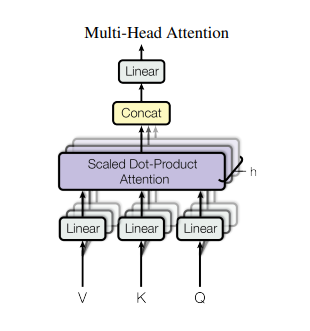 Multi-Head Attention
Linear
Concat
Scaled Dot-Product
Attention
h
Linear Linear Linear
V K Q